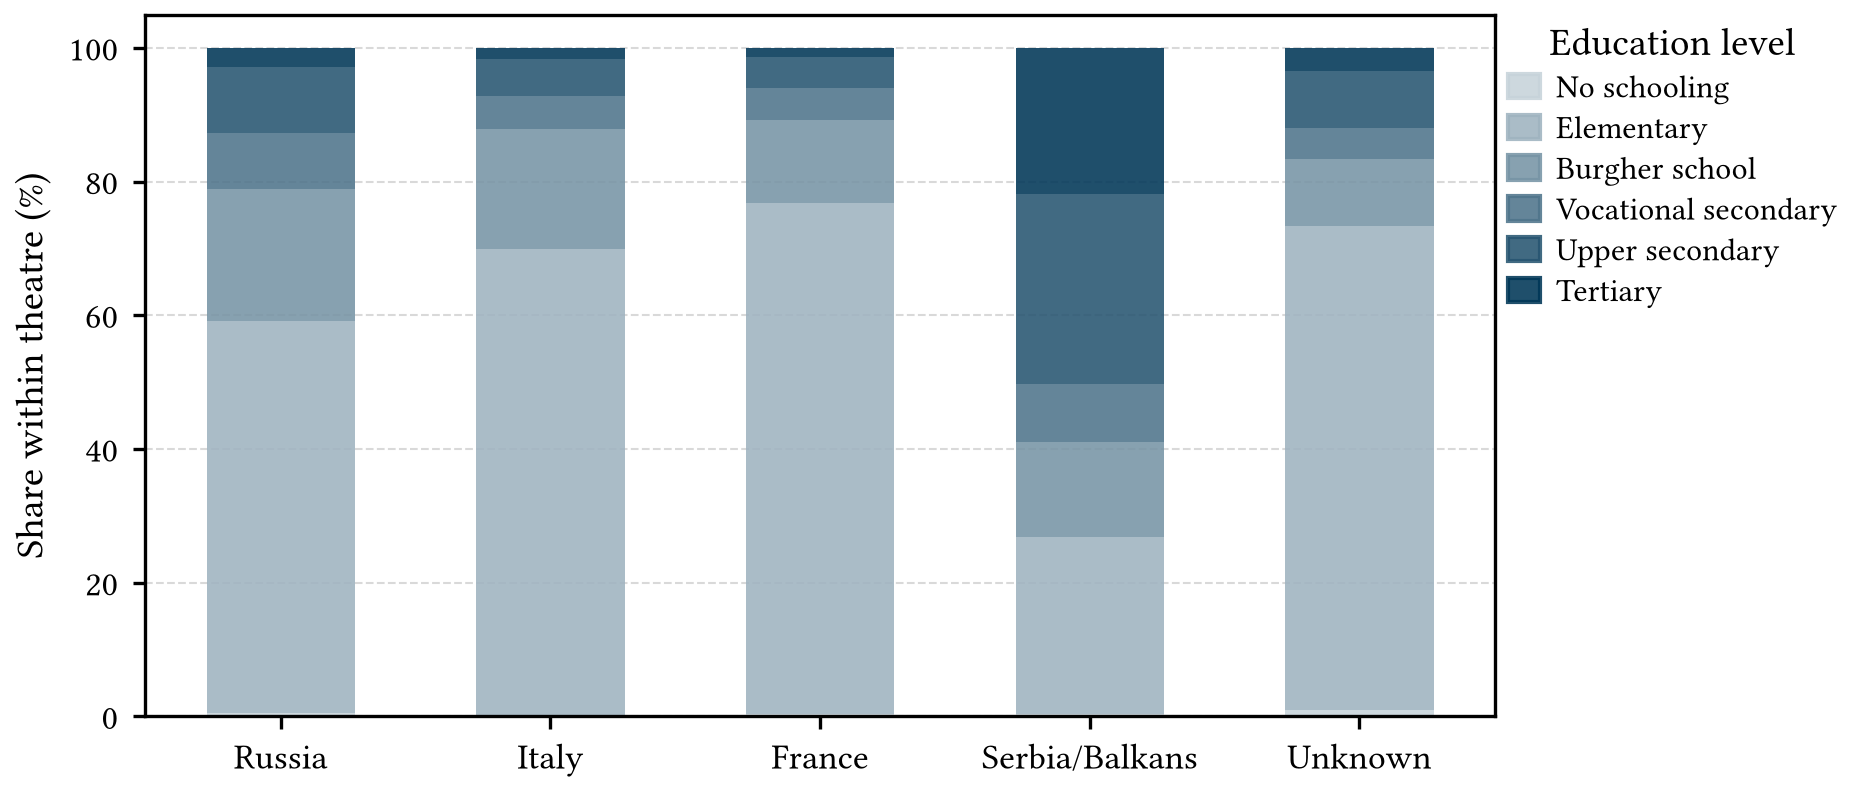 Education level
No schooling
Elementary
Burgher school
Vocational secondary
Upper secondary
Tertiary
Share within theatre (%)
100
80
60
40
20
0
Russia
Italy
France
Serbia/Balkans
Unknown